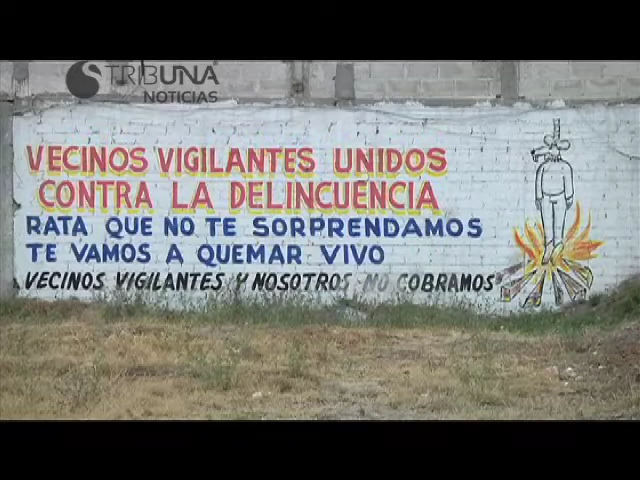 TRIBUNA
NOTICIAS
VECINOS VIGILANTES UNIDOS
CONTRA LA DELINCUENCIA
RATA QUE NO TE SORPRENDAMOS
TE VAMOS A QUEMAR VIVO
VECINOS VIGILANTES Y NOSOTROS NO COBRAMOS